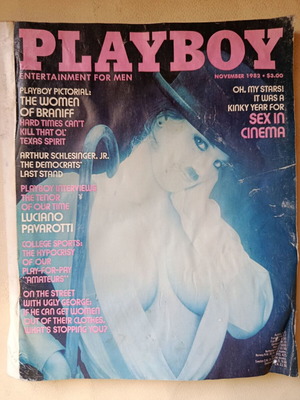 PLAYBOY
ENTERTAINMENT FOR MEN
NOVEMBER 1982 • $3.00
PLAYBOY PICTORIAL:
THE WOMEN
OF BRANIFF
HARD TIMES CAN'T
KILL THAT OL'
TEXAS SPIRIT
ARTHUR SCHLESINGER, JR.
THE DEMOCRATS'
LAST STAND
PLAYBOY INTERVIEWS
THE TENOR
OF OUR TIME
LUCIANO
PAVAROTTI
COLLEGE SPORTS:
THE HYPOCRISY
OF OUR
PLAY-FOR-PAY
"AMATEURS"
ON THE STREET
WITH UGLY GEORGE:
IF HE CAN GET WOMEN
OUT OF THEIR CLOTHES,
WHAT'S STOPPING YOU?
OH, MY STARS!
IT WAS A
KINKY YEAR FOR
SEX IN
CINEMA